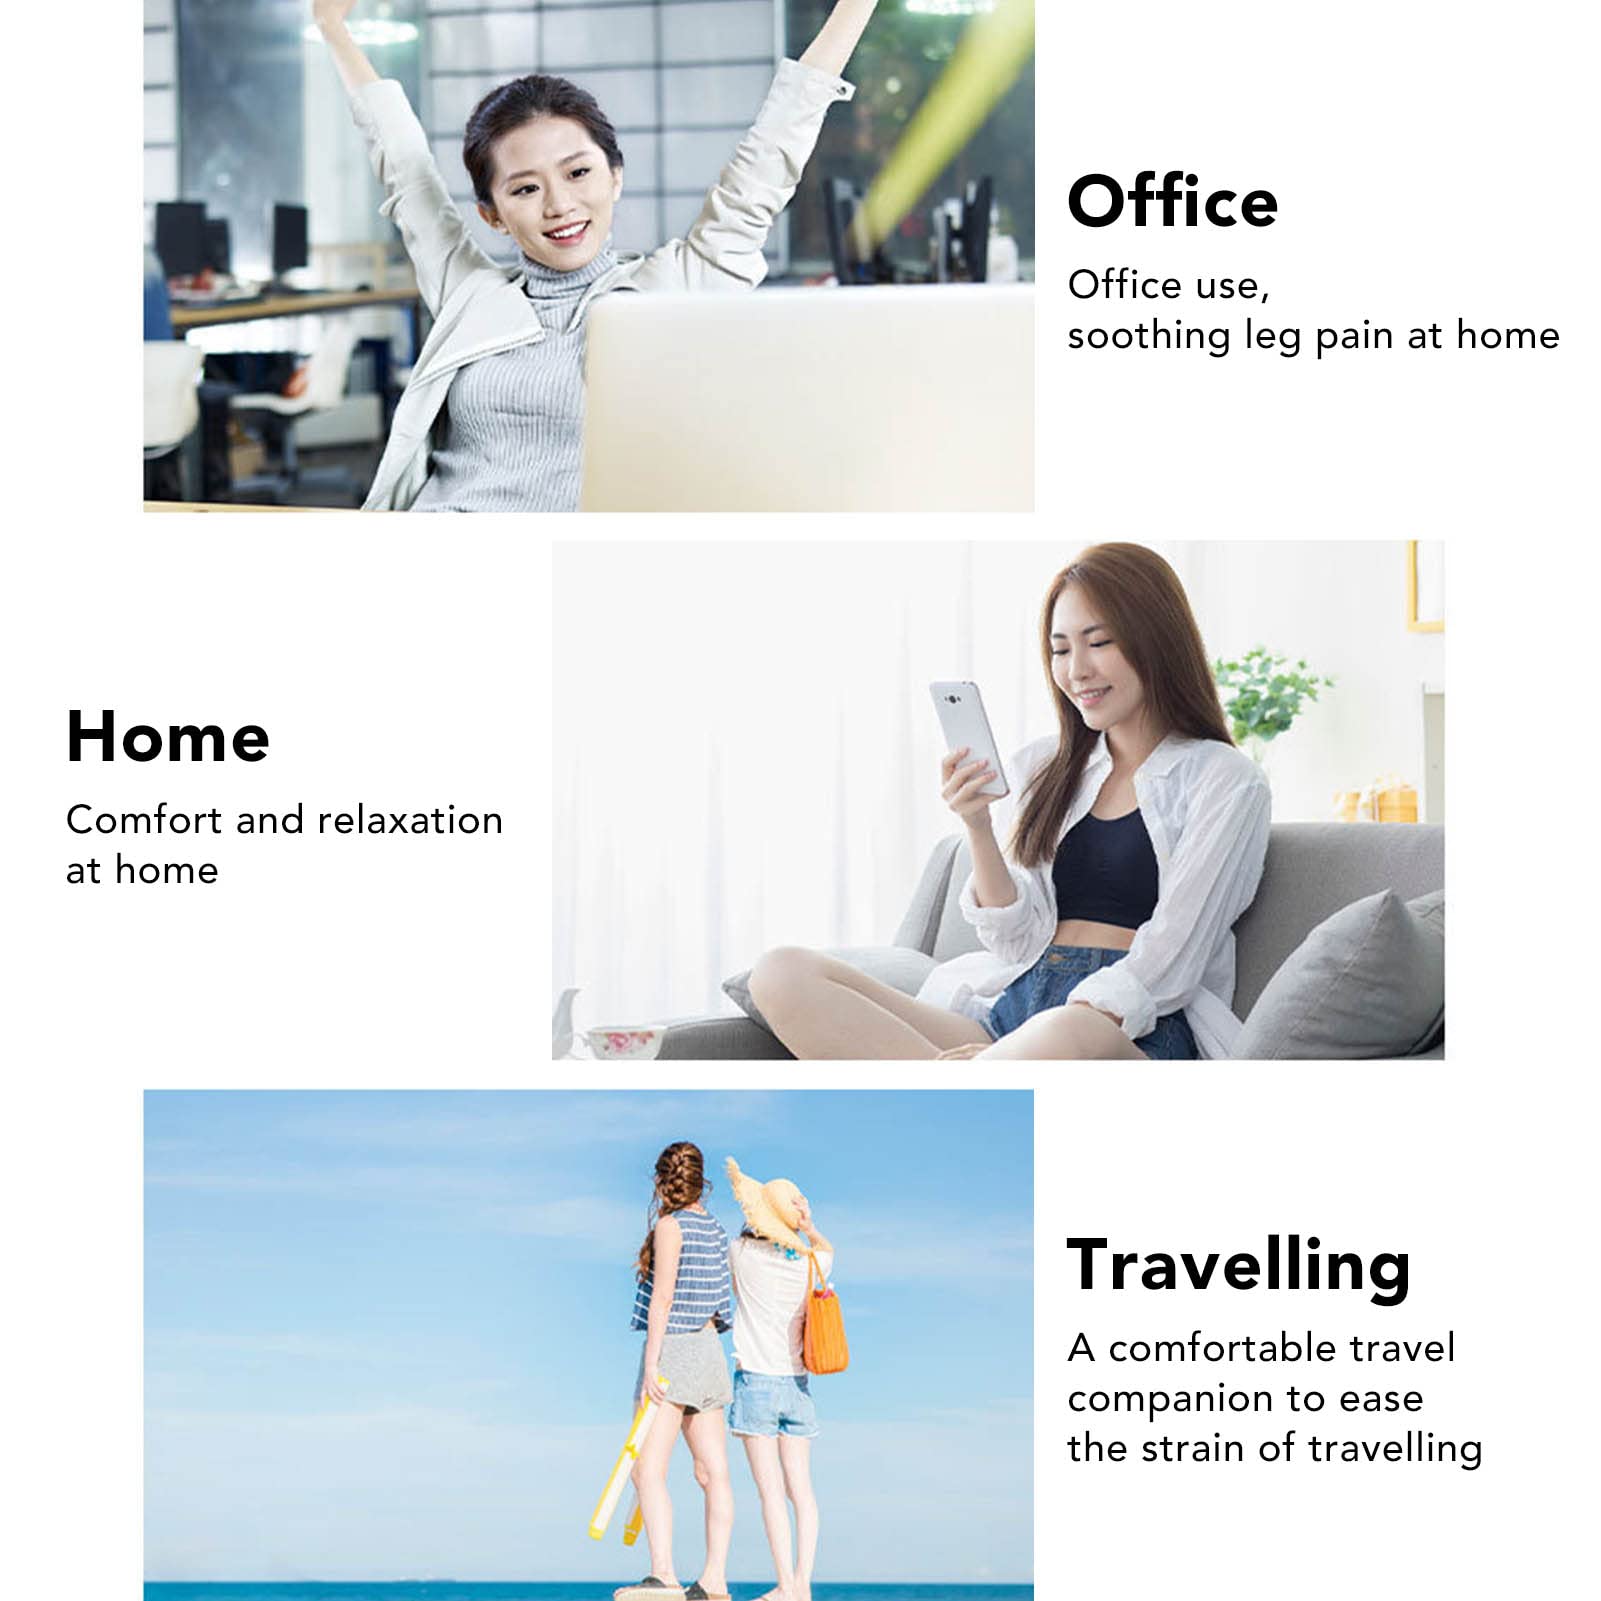 Office
Office use,
soothing leg pain at home
Home
Comfort and relaxation
at home
Travelling
A comfortable travel
companion to ease
the strain of travelling